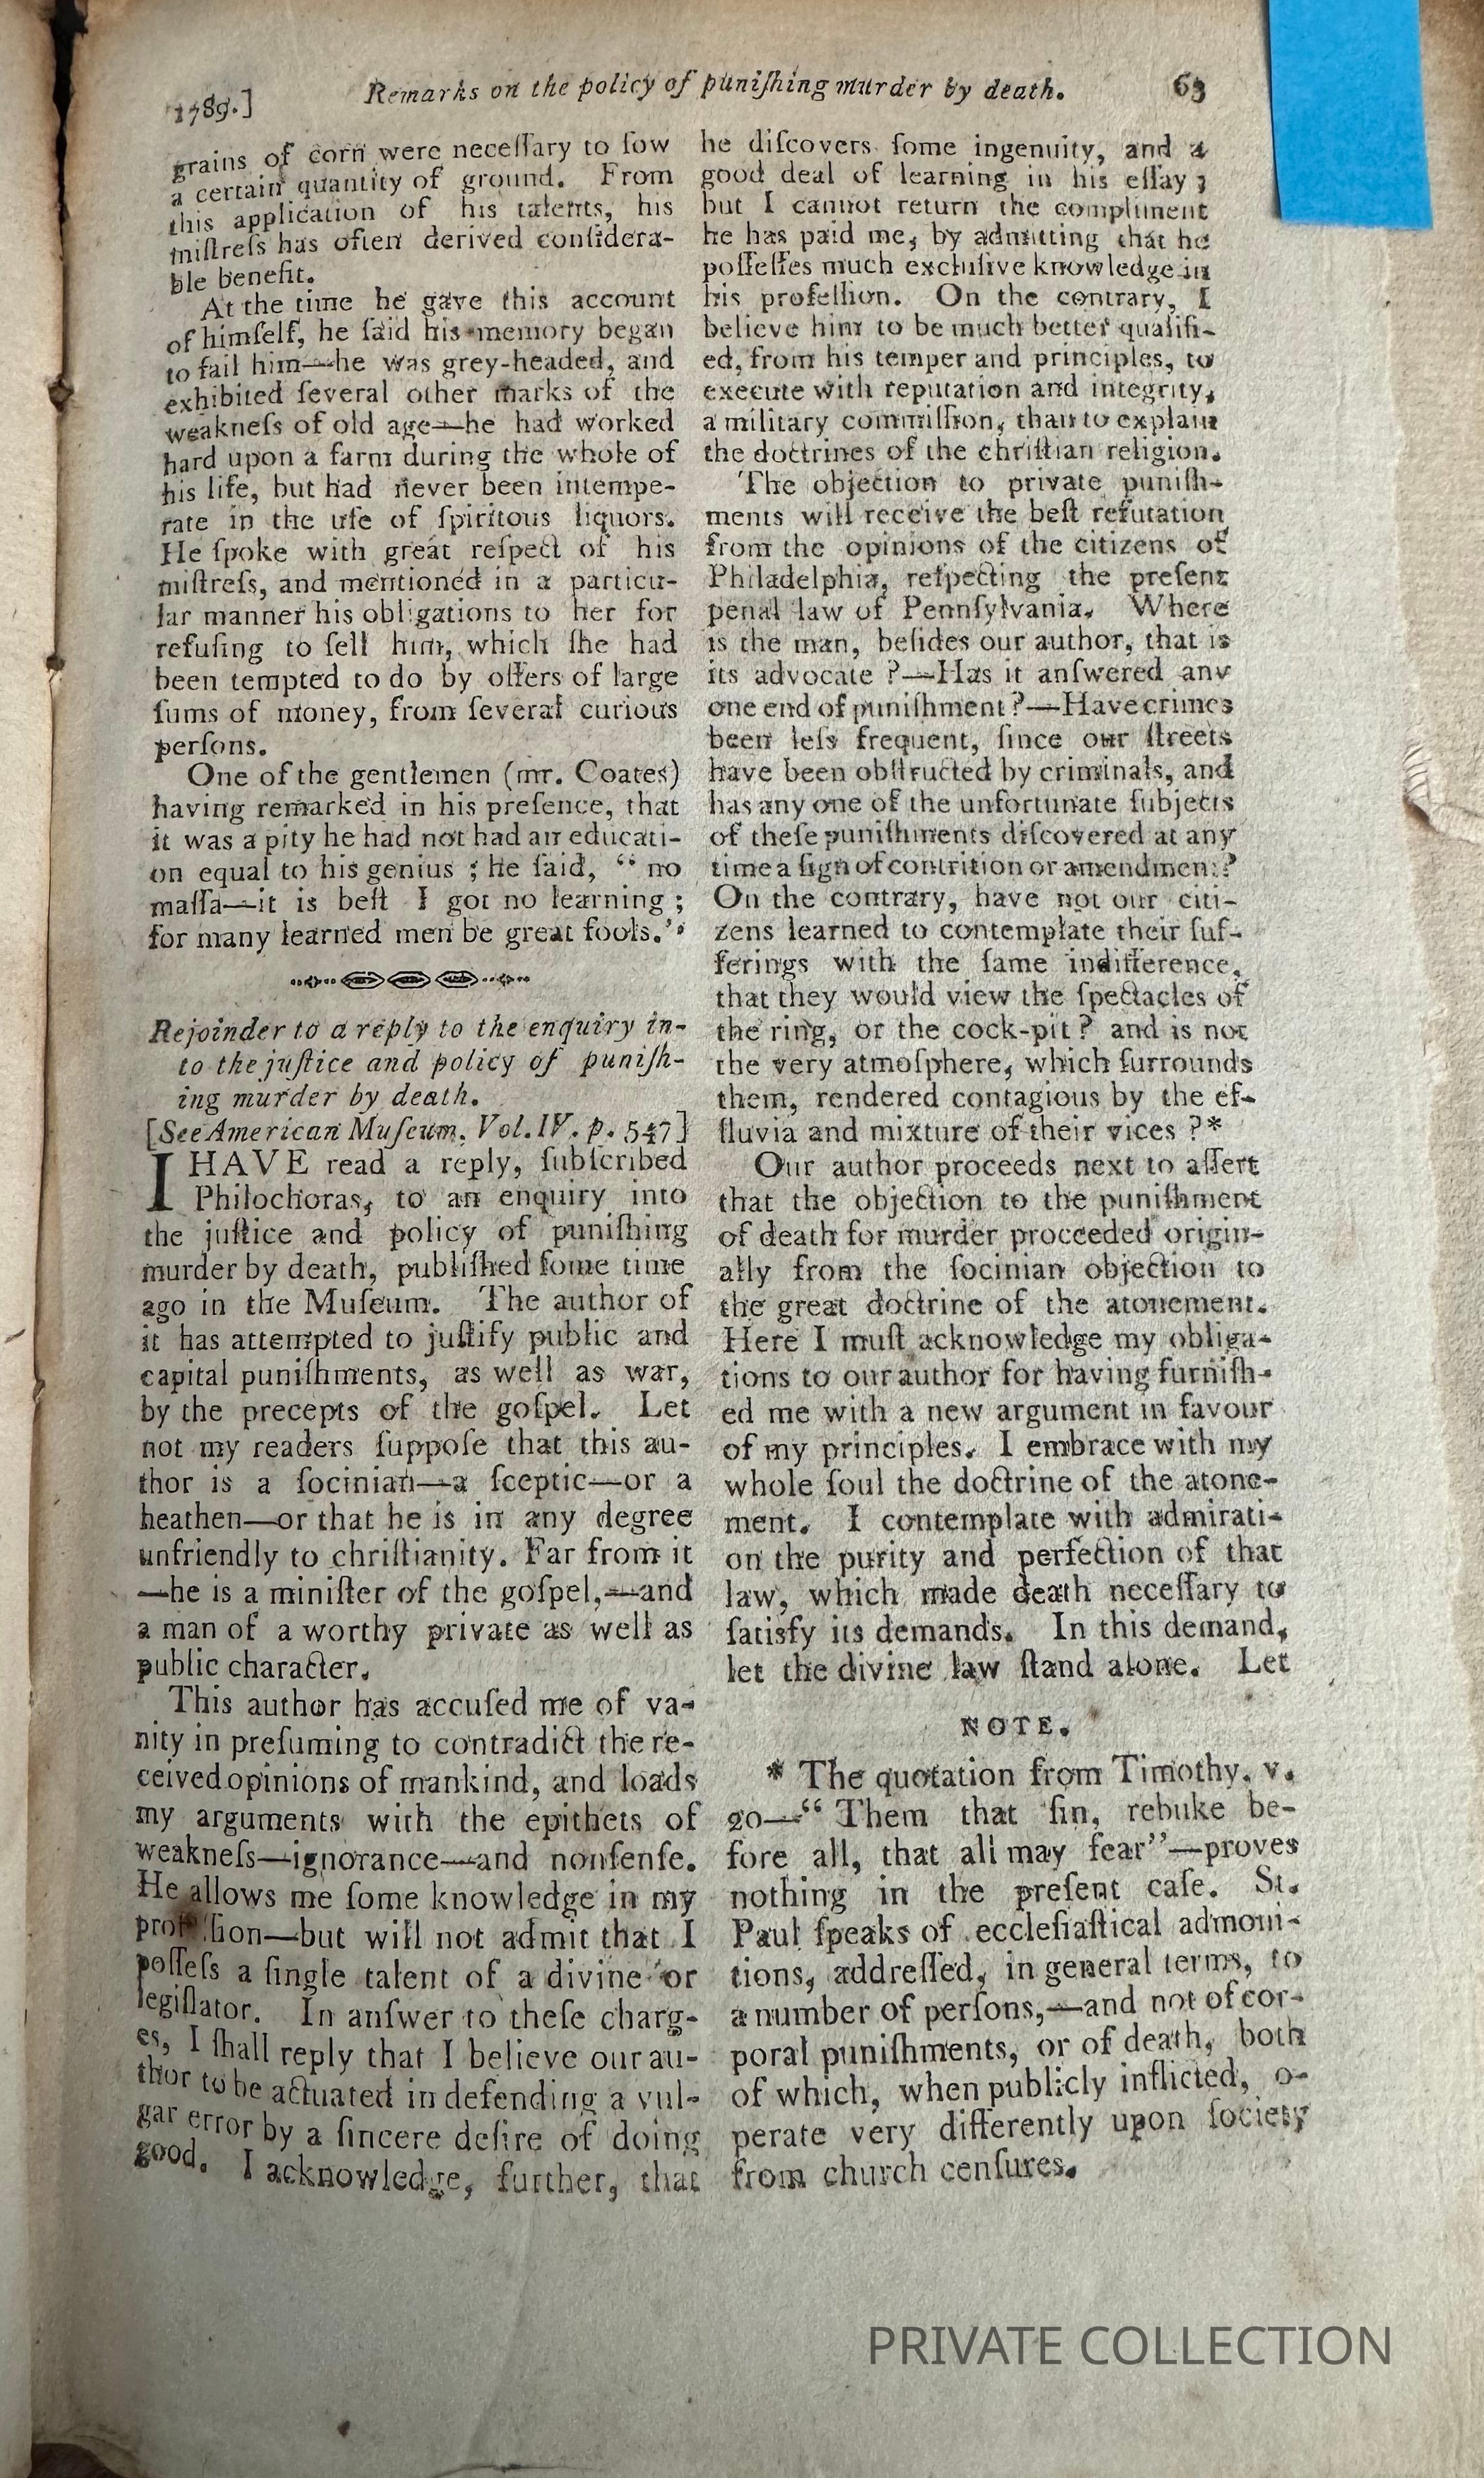 1789.] Remarks on the policy of puniſhing murder by death. 63
grains of corn were neceſſary to ſow
a certain quantity of ground. From
this application of his talents, his
miſtreſs has often derived conſidera-
ble benefit.
At the time he gave this account
of himſelf, he ſaid his memory began
to fail him—he was grey-headed, and
exhibited ſeveral other marks of the
weakneſs of old age—he had worked
hard upon a farm during the whole of
his life, but had never been intempe-
rate in the uſe of ſpiritous liquors.
He ſpoke with great reſpect of his
miſtreſs, and mentioned in a particu-
lar manner his obligations to her for
refuſing to ſell him, which ſhe had
been tempted to do by offers of large
ſums of money, from ſeveral curious
perſons.
One of the gentlemen (mr. Coates)
having remarked in his preſence, that
it was a pity he had not had an educati-
on equal to his genius ; he ſaid, “ no
maſſa—it is beſt I got no learning ;
for many learned men be great fools.”
Rejoinder to a reply to the enquiry in-
to the juſtice and policy of puniſh-
ing murder by death.
[See American Muſeum, Vol. IV. p. 547]
I HAVE read a reply, ſubſcribed
Philochoras, to an enquiry into
the juſtice and policy of puniſhing
murder by death, publiſhed ſome time
ago in the Muſeum. The author of
it has attempted to juſtify public and
capital puniſhments, as well as war,
by the precepts of the goſpel. Let
not my readers ſuppoſe that this au-
thor is a ſocinian—a ſceptic—or a
heathen—or that he is in any degree
unfriendly to chriſtianity. Far from it
—he is a miniſter of the goſpel,—and
a man of a worthy private as well as
public character.
This author has accuſed me of va-
nity in preſuming to contradict the re-
ceived opinions of mankind, and loads
my arguments with the epithets of
weakneſs—ignorance—and nonſenſe.
He allows me ſome knowledge in my
profeſſion—but will not admit that I
poſſeſs a ſingle talent of a divine or
legiſlator. In anſwer to theſe charg-
es, I ſhall reply that I believe our au-
thor to be actuated in defending a vul-
gar error by a ſincere deſire of doing
good. I acknowledge, further, that
he diſcovers ſome ingenuity, and a
good deal of learning in his eſſay ;
but I cannot return the compliment
he has paid me, by admitting that he
poſſeſſes much excluſive knowledge in
his profeſſion. On the contrary, I
believe him to be much better qualifi-
ed, from his temper and principles, to
execute with reputation and integrity,
a military commiſſion, than to explain
the doctrines of the chriſtian religion.
The objection to private puniſh-
ments will receive the beſt refutation
from the opinions of the citizens of
Philadelphia, reſpecting the preſent
penal law of Pennſylvania. Where
is the man, beſides our author, that is
its advocate ?—Has it anſwered any
one end of puniſhment ?—Have crimes
been leſs frequent, ſince our ſtreets
have been obſtructed by criminals, and
has any one of the unfortunate ſubjects
of theſe puniſhments diſcovered at any
time a ſign of contrition or amendment?
On the contrary, have not our citi-
zens learned to contemplate their ſuf-
ferings with the ſame indifference,
that they would view the ſpectacles of
the ring, or the cock-pit ? and is not
the very atmoſphere, which ſurrounds
them, rendered contagious by the ef-
fluvia and mixture of their vices ?*
Our author proceeds next to aſſert
that the objection to the puniſhment
of death for murder proceeded origin-
ally from the ſocinian objection to
the great doctrine of the atonement.
Here I muſt acknowledge my obliga-
tions to our author for having furniſh-
ed me with a new argument in favour
of my principles. I embrace with my
whole ſoul the doctrine of the atone-
ment. I contemplate with admirati-
on the purity and perfection of that
law, which made death neceſſary to
ſatisfy its demands. In this demand,
let the divine law ſtand alone. Let
NOTE.
* The quotation from Timothy. v.
20—“ Them that ſin, rebuke be-
fore all, that all may fear”—proves
nothing in the preſent caſe. St.
Paul ſpeaks of eccleſiaſtical admoni-
tions, addreſſed, in general terms, to
a number of perſons,—and not of cor-
poral puniſhments, or of death, both
of which, when publicly inflicted, o-
perate very differently upon ſociety
from church cenſures.
PRIVATE COLLECTION